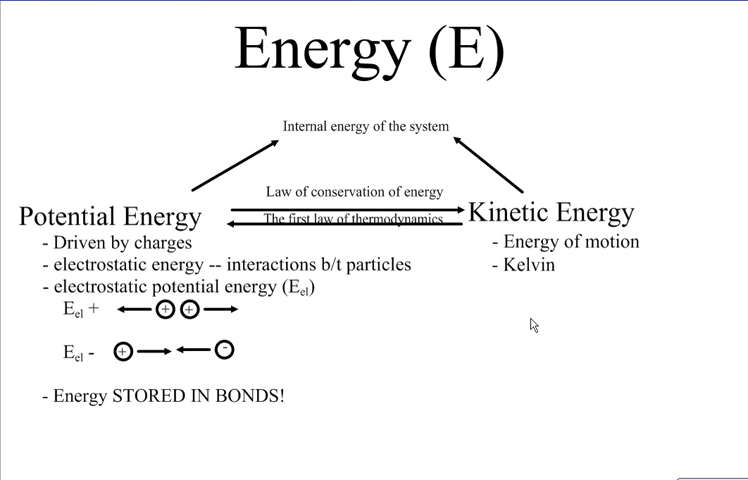 Energy (E)
Internal energy of the system
Law of conservation of energy
The first law of thermodynamics
Potential Energy
- Driven by charges
- electrostatic energy -- interactions b/t particles
- electrostatic potential energy (Eel)
Eel +
+ +
Eel -
+ -
- Energy STORED IN BONDS!
Kinetic Energy
- Energy of motion
- Kelvin